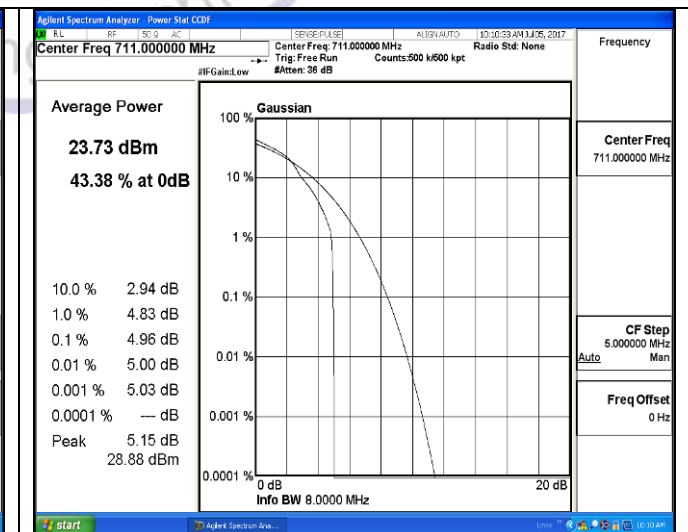 Agilent Spectrum Analyzer - Power Stat CCDF
RL RF 50 Ω AC SENSE:PULSE ALIGN AUTO 10:10:33 AM Jul 05, 2017
Center Freq 711.000000 MHz
Center Freq: 711.000000 MHz Radio Std: None
Trig: Free Run Counts:500 k/500 kpt
#IFGain:Low #Atten: 36 dB
Frequency
Average Power
23.73 dBm
43.38 % at 0dB
10.0 % 2.94 dB
1.0 % 4.83 dB
0.1 % 4.96 dB
0.01 % 5.00 dB
0.001 % 5.03 dB
0.0001 % --- dB
Peak 5.15 dB
28.88 dBm
Gaussian
100 %
10 %
1 %
0.1 %
0.01 %
0.001 %
0.0001 %
0 dB 20 dB
Info BW 8.0000 MHz
Center Freq
711.000000 MHz
CF Step
5.000000 MHz
Auto Man
Freq Offset
0 Hz
start Agilent Spectrum Ana... Links 10:10 AM